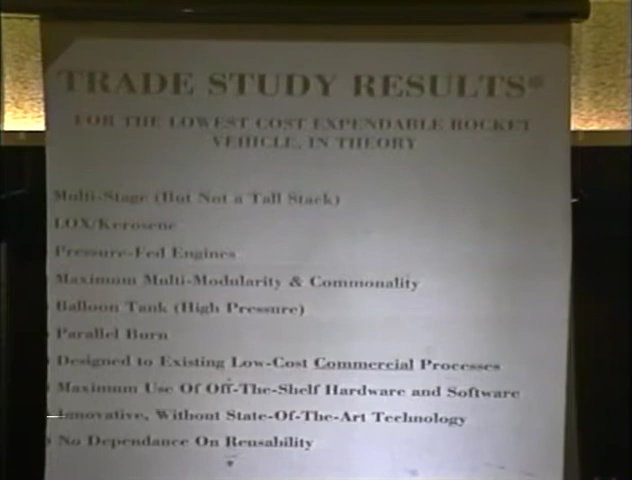 TRADE STUDY RESULTS*
FOR THE LOWEST COST EXPENDABLE ROCKET
VEHICLE, IN THEORY
Multi-Stage (But Not a Tall Stack)
LOX/Kerosene
Pressure-Fed Engines
Maximum Multi-Modularity & Commonality
Balloon Tank (High Pressure)
Parallel Burn
Designed to Existing Low-Cost Commercial Processes
Maximum Use Of Off-The-Shelf Hardware and Software
Innovative, Without State-Of-The-Art Technology
No Dependance On Reusability
*